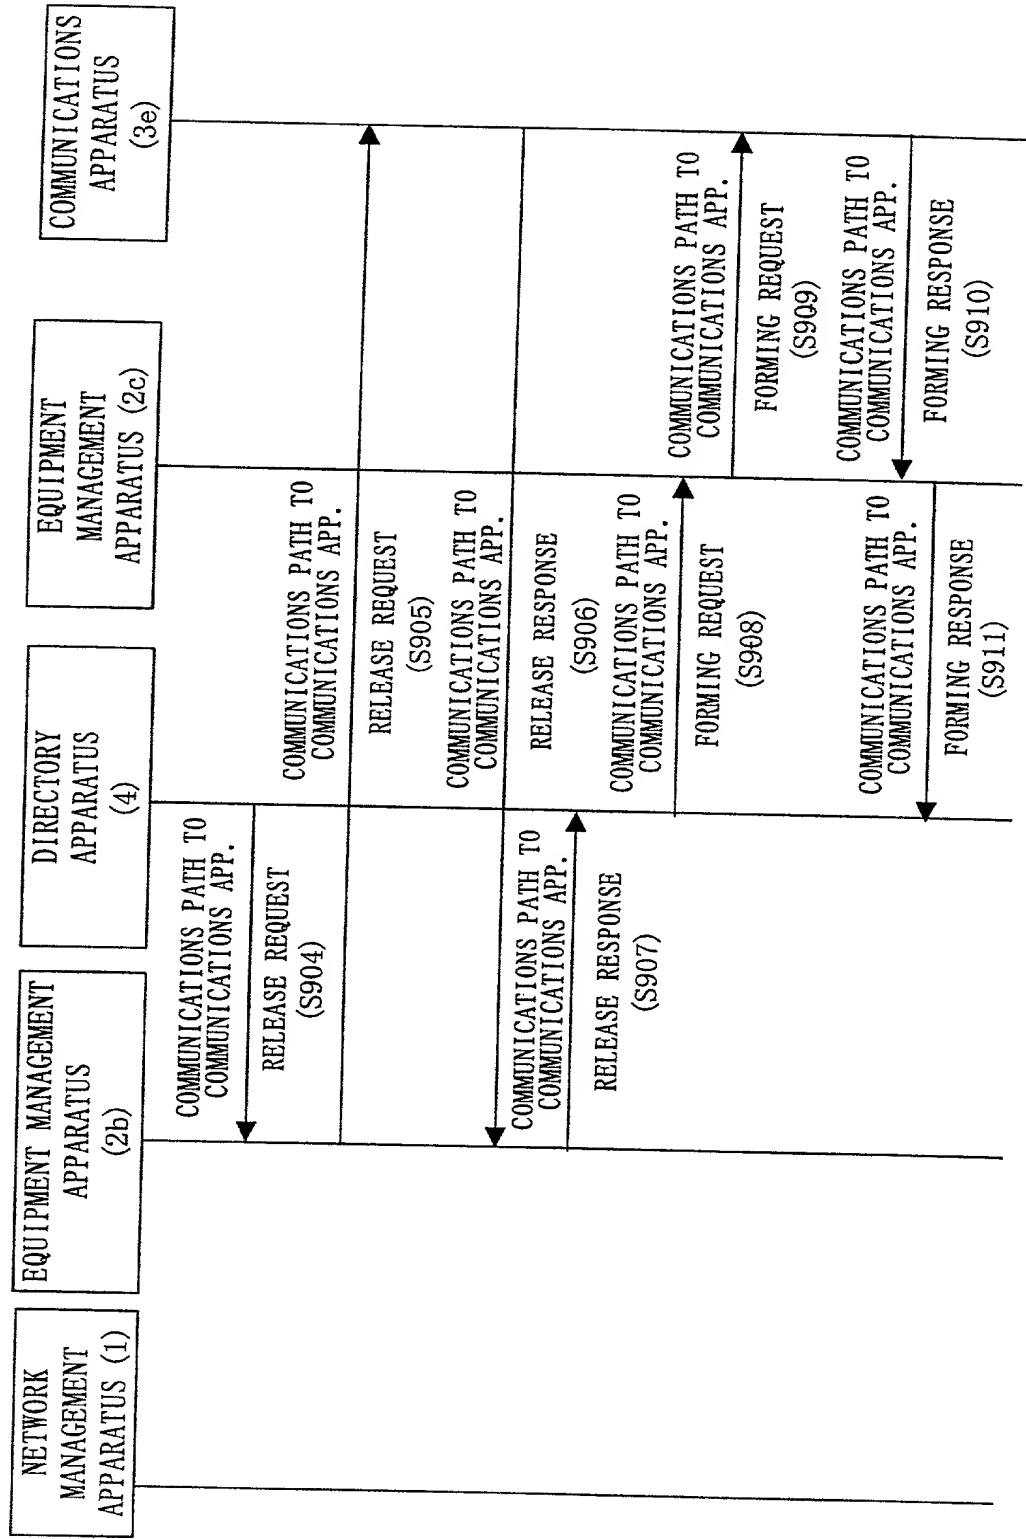 NETWORK
MANAGEMENT
APPARATUS (1)
EQUIPMENT MANAGEMENT
APPARATUS
(2b)
DIRECTORY
APPARATUS
(4)
EQUIPMENT
MANAGEMENT
APPARATUS (2c)
COMMUNICATIONS
APPARATUS
(3e)
COMMUNICATIONS PATH TO
COMMUNICATIONS APP.
RELEASE REQUEST
(S904)
COMMUNICATIONS PATH TO
COMMUNICATIONS APP.
RELEASE REQUEST
(S905)
COMMUNICATIONS PATH TO
COMMUNICATIONS APP.
RELEASE RESPONSE
(S906)
COMMUNICATIONS PATH TO
COMMUNICATIONS APP.
RELEASE RESPONSE
(S907)
COMMUNICATIONS PATH TO
COMMUNICATIONS APP.
FORMING REQUEST
(S908)
COMMUNICATIONS PATH TO
COMMUNICATIONS APP.
FORMING REQUEST
(S909)
COMMUNICATIONS PATH TO
COMMUNICATIONS APP.
FORMING RESPONSE
(S910)
COMMUNICATIONS PATH TO
COMMUNICATIONS APP.
FORMING RESPONSE
(S911)